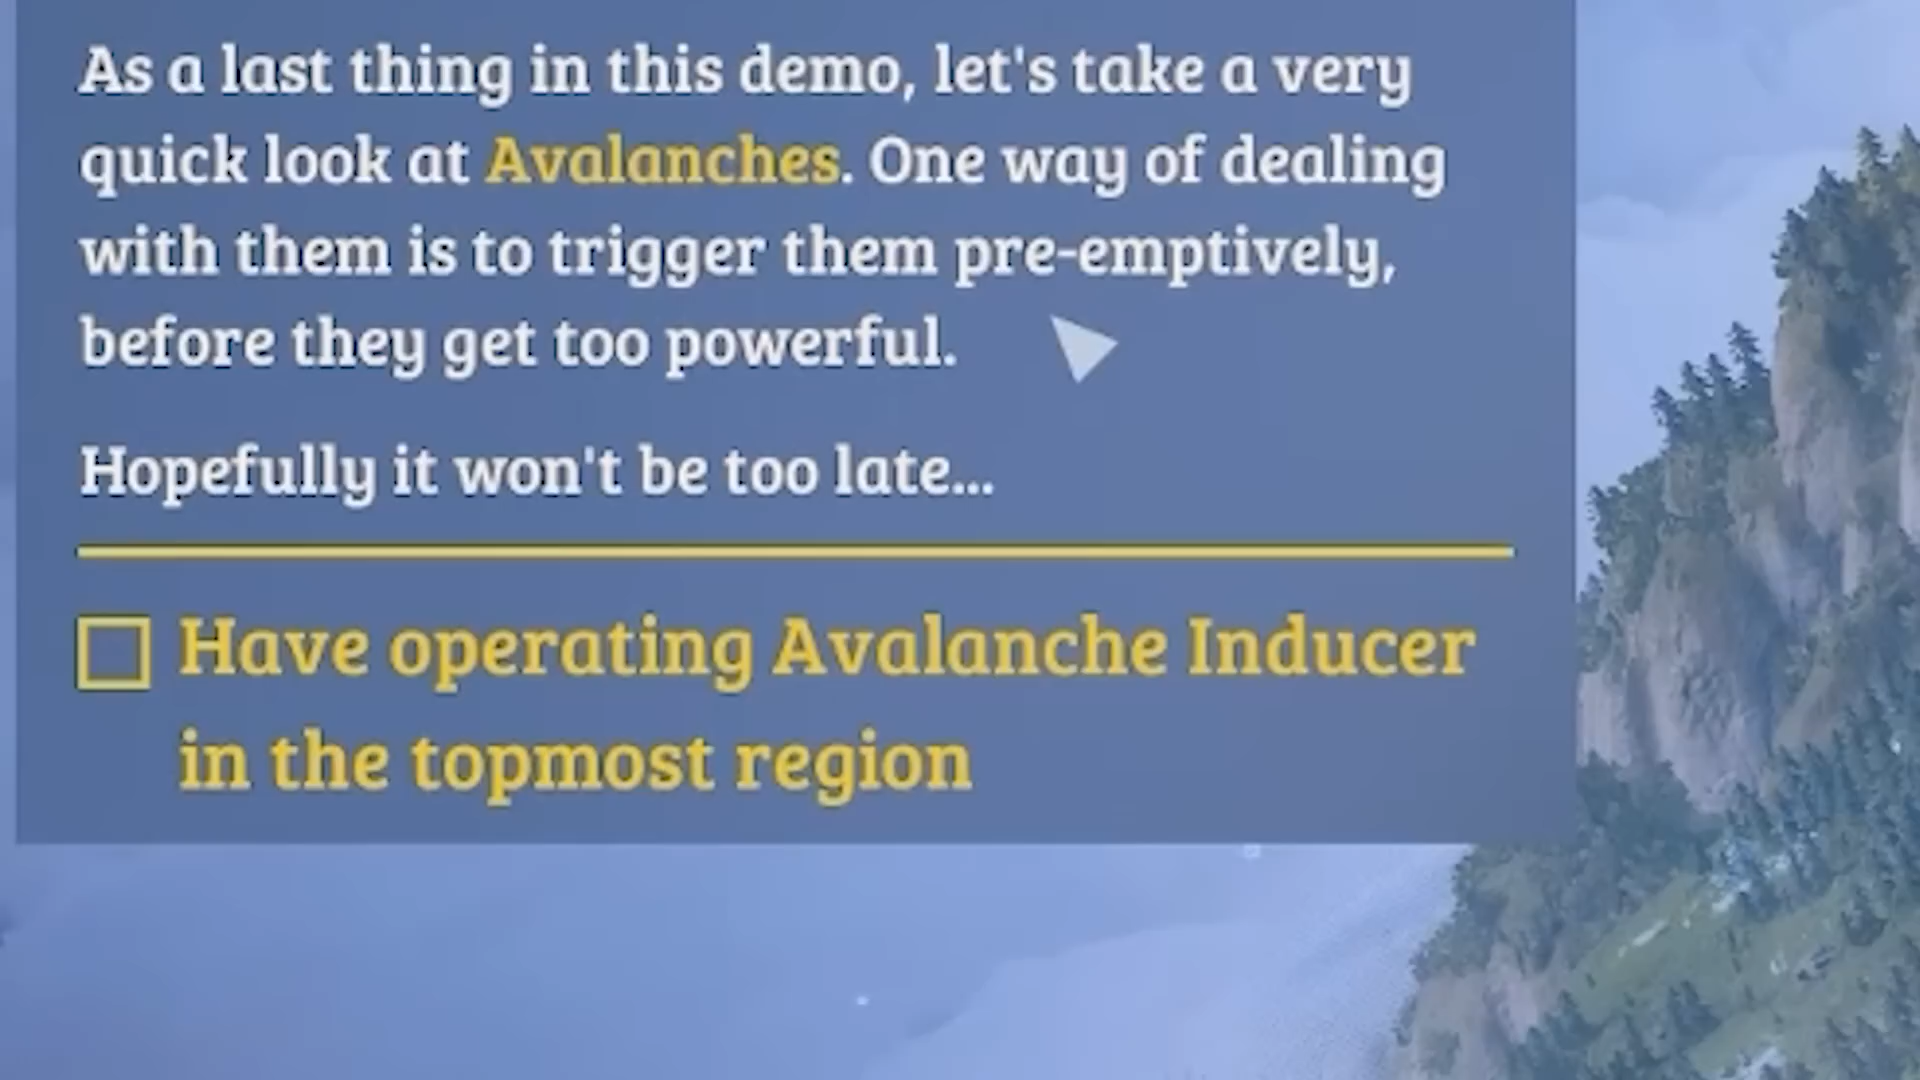 As a last thing in this demo, let's take a very
quick look at Avalanches. One way of dealing
with them is to trigger them pre-emptively,
before they get too powerful.
Hopefully it won't be too late...
Have operating Avalanche Inducer
in the topmost region